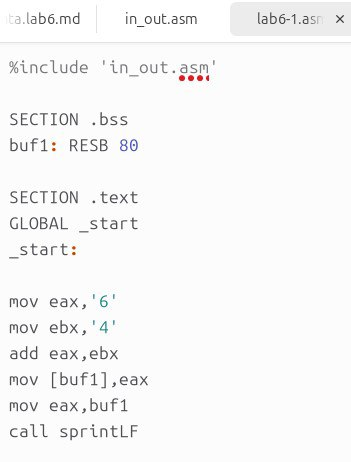 ta.lab6.md in_out.asm lab6-1.asm ×
%include 'in_out.asm'
SECTION .bss
buf1: RESB 80
SECTION .text
GLOBAL _start
_start:
mov eax,'6'
mov ebx,'4'
add eax,ebx
mov [buf1],eax
mov eax,buf1
call sprintLF